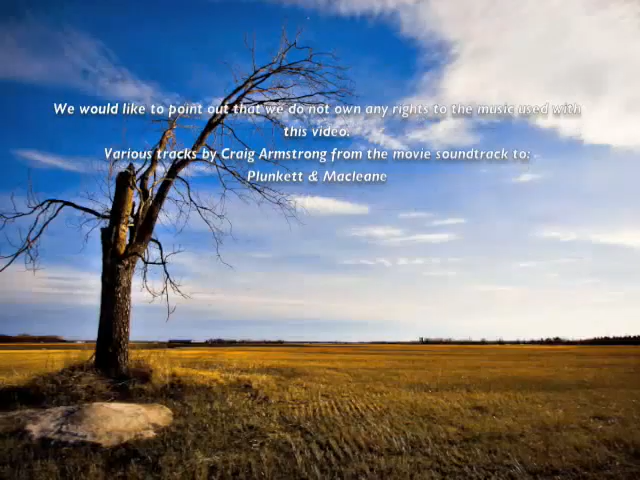 We would like to point out that we do not own any rights to the music used with
this video.
Various tracks by Craig Armstrong from the movie soundtrack to:
Plunkett & Macleane